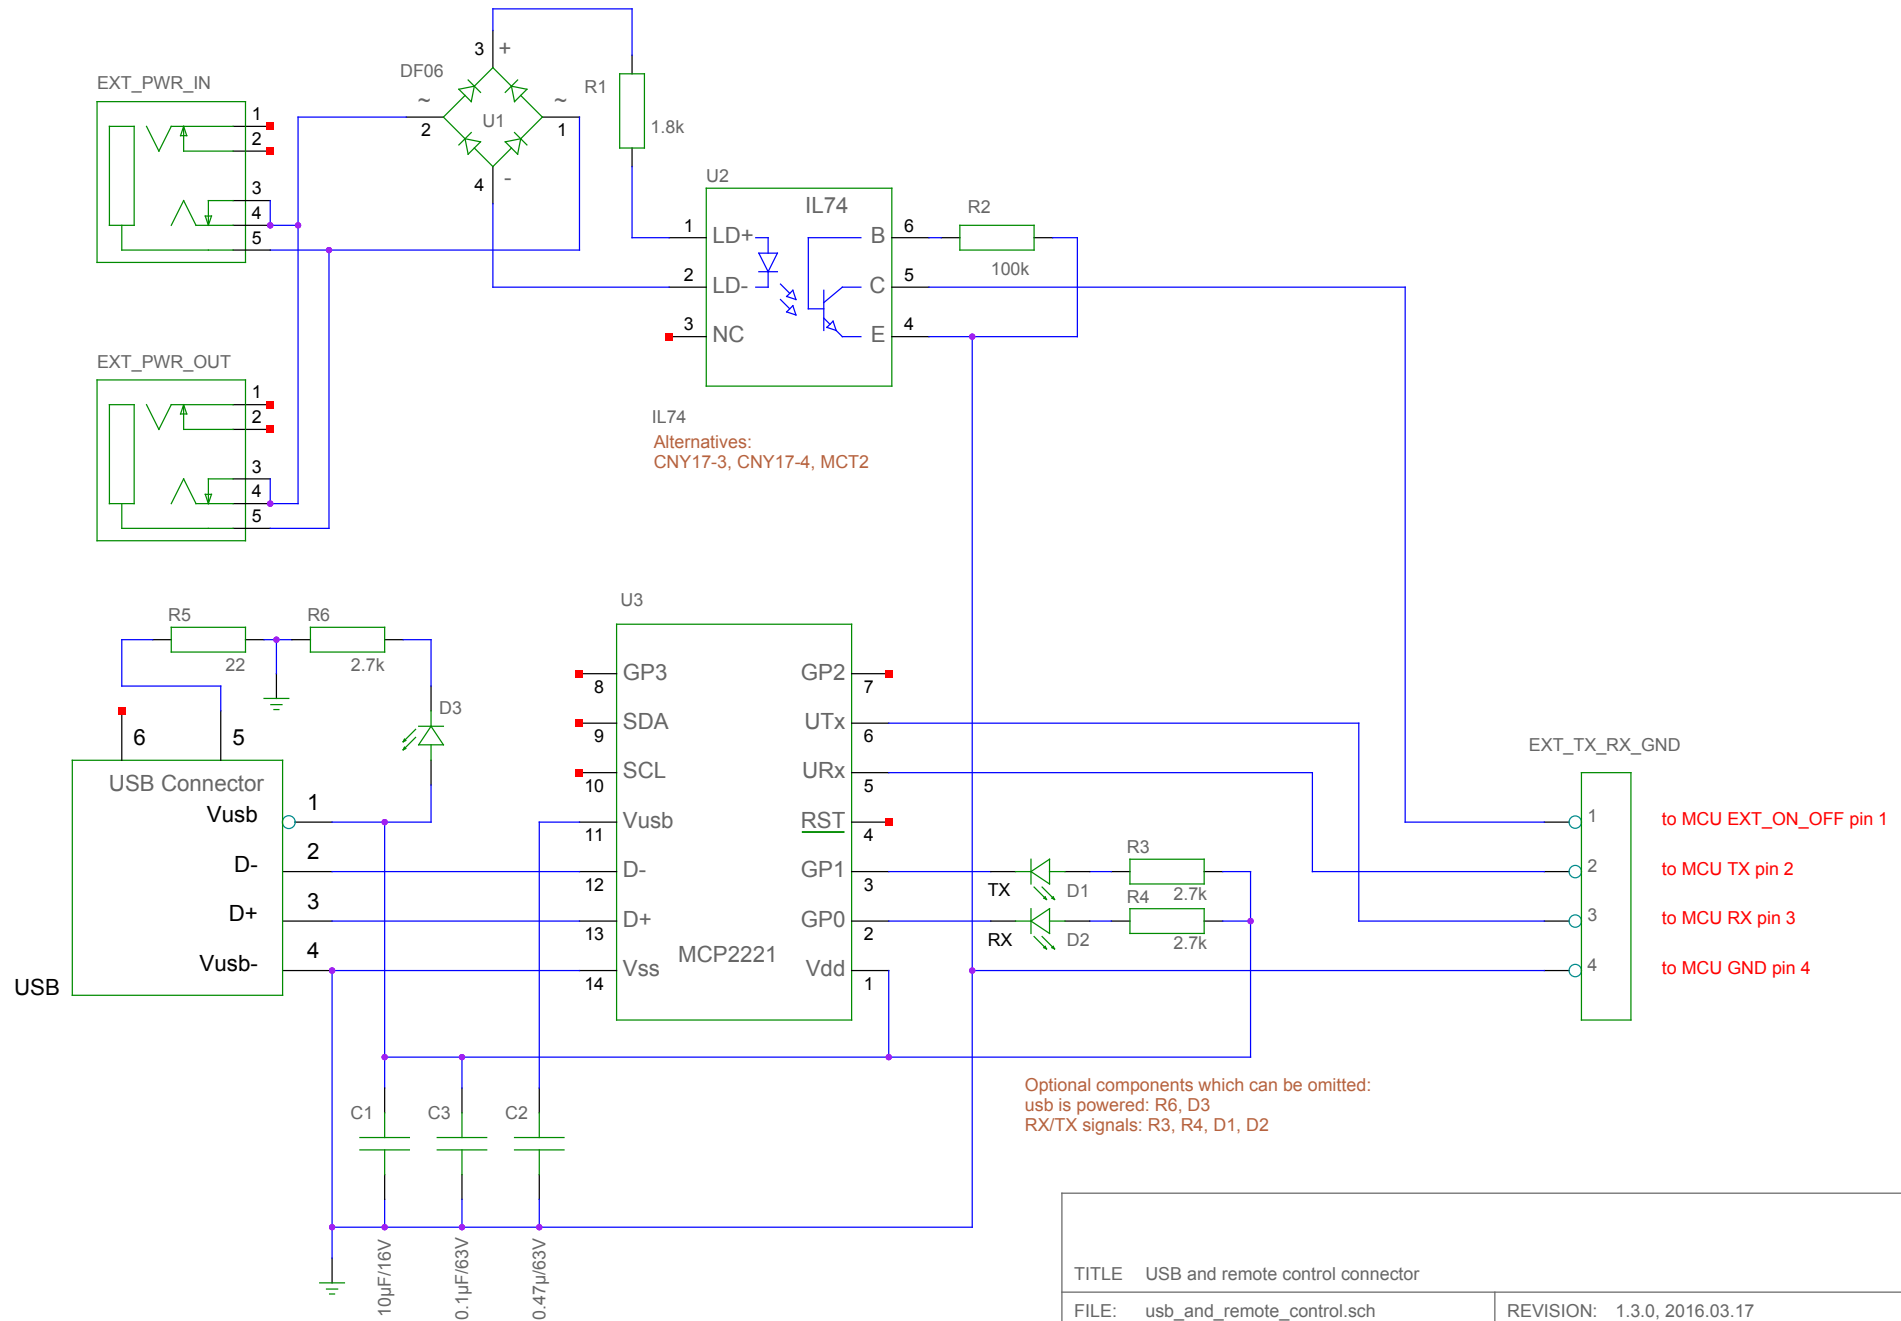 EXT_PWR_IN
1
2
3
4
5
DF06
3 +
~ ~
2 U1 1
4 -
R1
1.8k
U2
IL74
1 LD+
2 LD-
3 NC
B 6
C 5
E 4
R2
100k
IL74
Alternatives:
CNY17-3, CNY17-4, MCT2
EXT_PWR_OUT
1
2
3
4
5
R5
22
R6
2.7k
D3
6 5
USB Connector
Vusb 1
D- 2
D+ 3
Vusb- 4
USB
U3
GP3 8
SDA 9
SCL 10
Vusb 11
D- 12
D+ 13
Vss 14
MCP2221
GP2 7
UTx 6
URx 5
RST 4
GP1 3
GP0 2
Vdd 1
TX D1
R3
2.7k
RX D2
R4
2.7k
EXT_TX_RX_GND
1 to MCU EXT_ON_OFF pin 1
2 to MCU TX pin 2
3 to MCU RX pin 3
4 to MCU GND pin 4
C1
C3
C2
10µF/16V
0.1µF/63V
0.47µ/63V
Optional components which can be omitted:
usb is powered: R6, D3
RX/TX signals: R3, R4, D1, D2
TITLE USB and remote control connector
FILE: usb_and_remote_control.sch
REVISION: 1.3.0, 2016.03.17